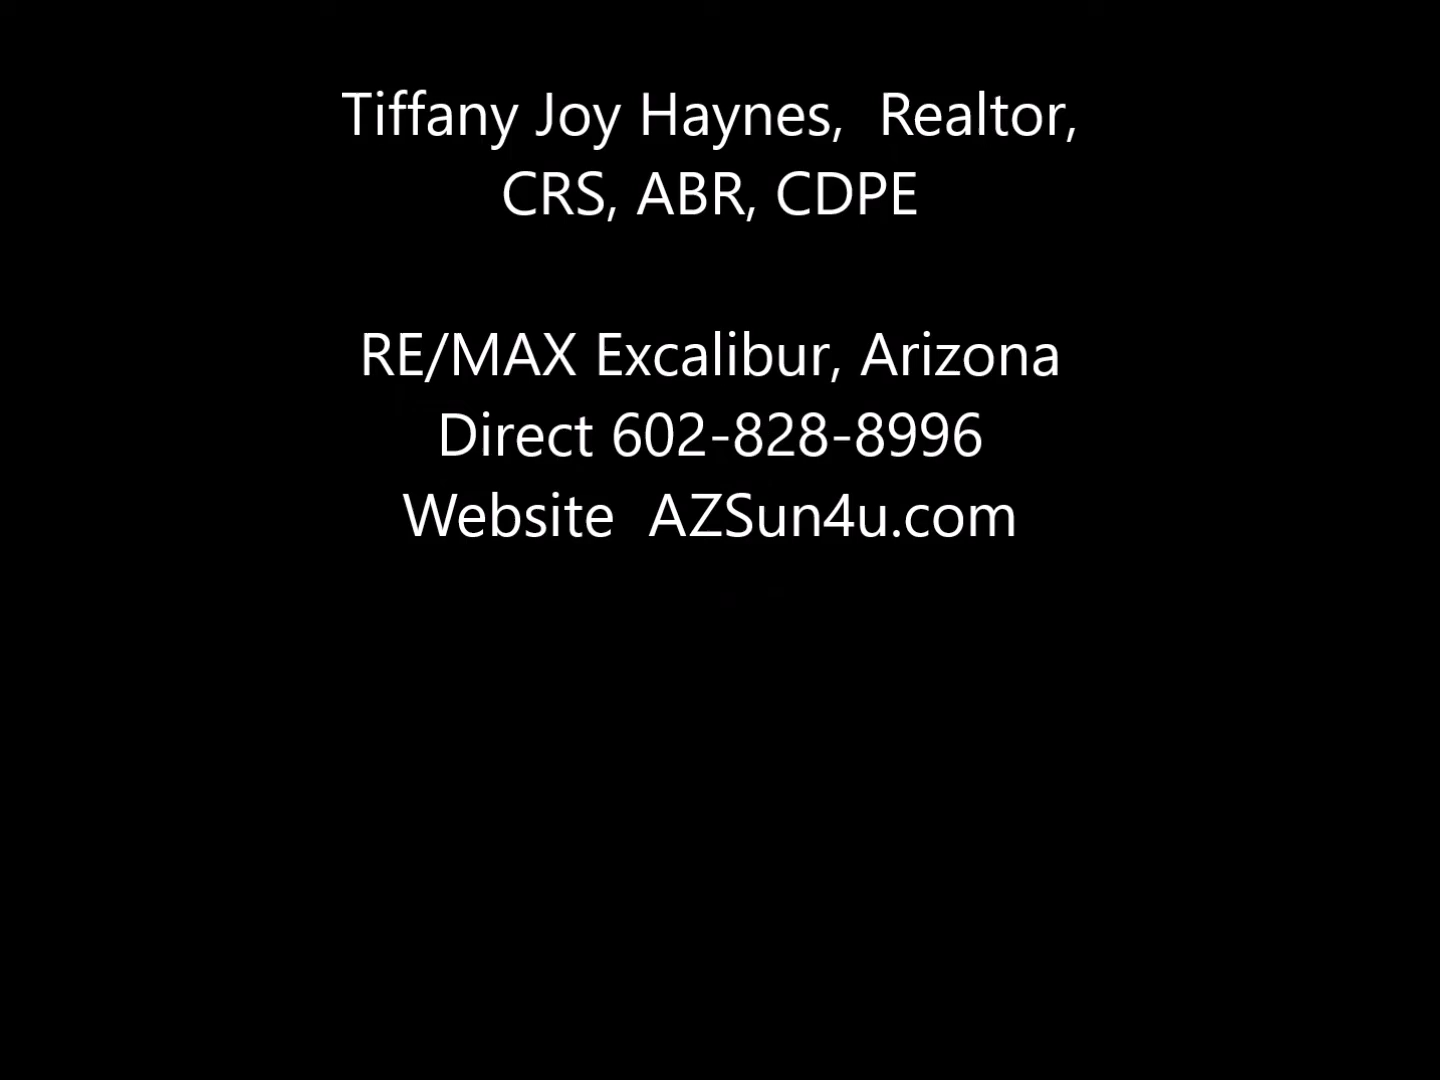 Tiffany Joy Haynes,  Realtor,
CRS, ABR, CDPE
RE/MAX Excalibur, Arizona
Direct 602-828-8996
Website  AZSun4u.com